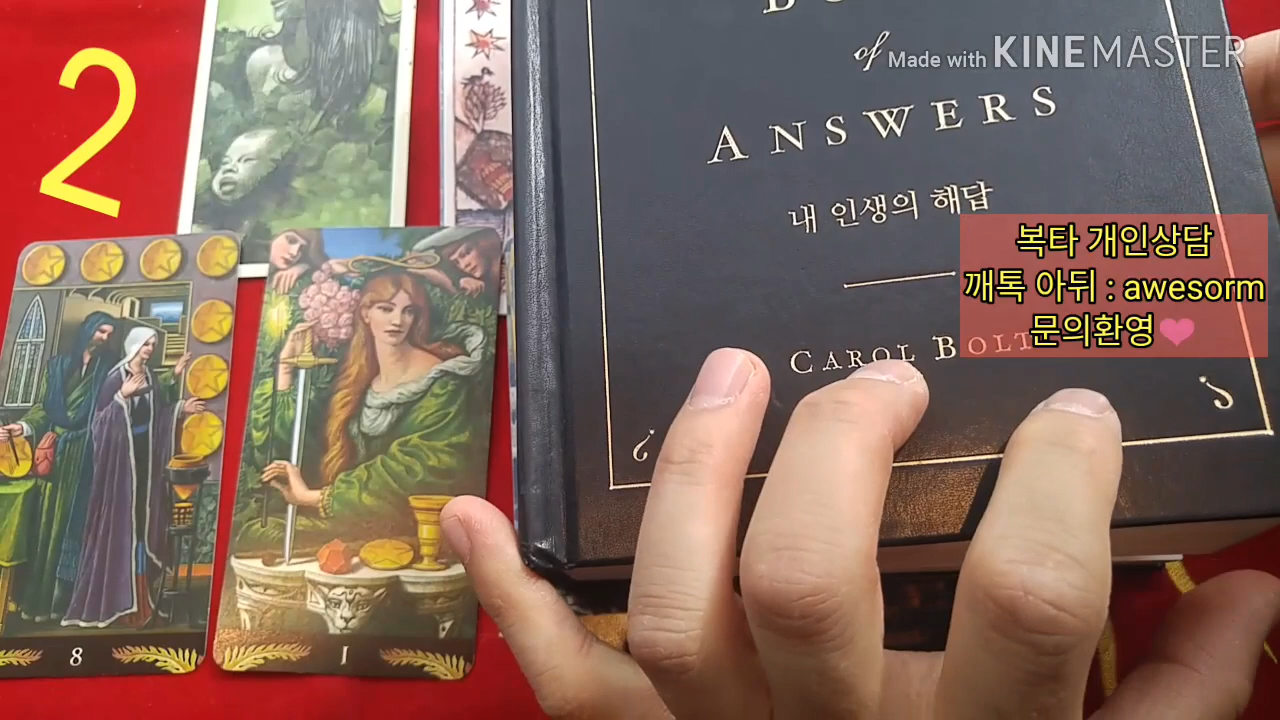 2
of
Made with KINEMASTER
ANSWERS
내 인생의 해답
복타 개인상담
깨톡 아뒤 : awesorm
문의환영
CAROL BOLT
8
I